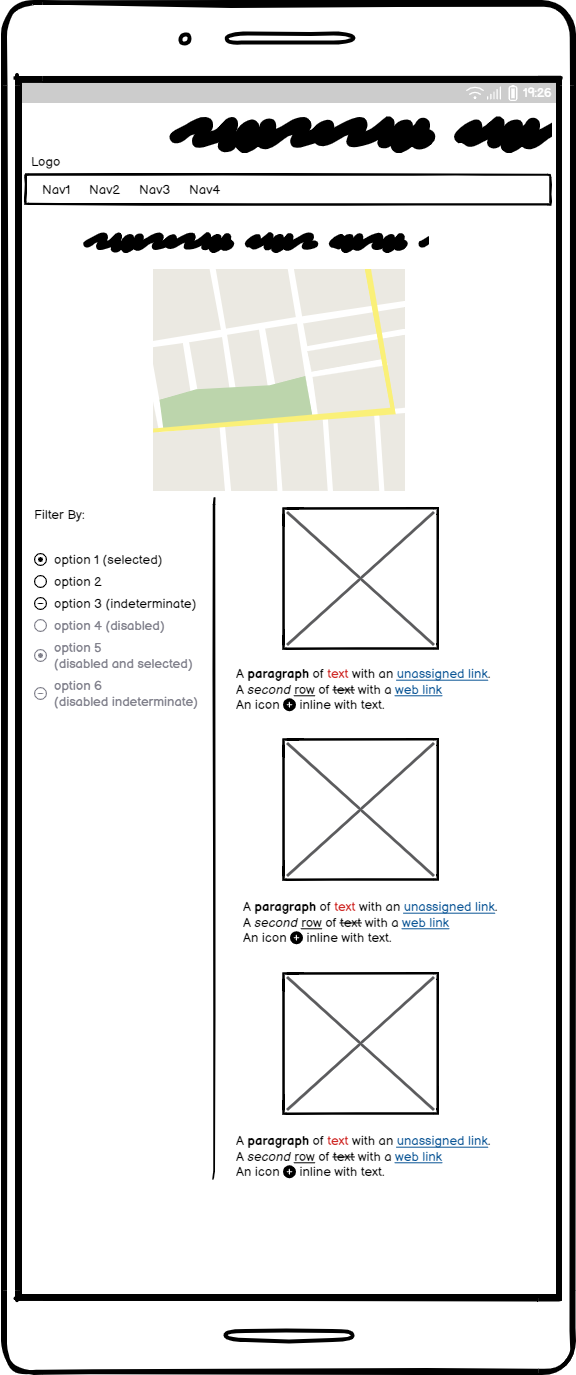 19:26
Logo
Nav1 Nav2 Nav3 Nav4
Filter By:
option 1 (selected)
option 2
option 3 (indeterminate)
option 4 (disabled)
option 5
(disabled and selected)
option 6
(disabled indeterminate)
A paragraph of text with an unassigned link.
A second row of text with a web link
An icon inline with text.
A paragraph of text with an unassigned link.
A second row of text with a web link
An icon inline with text.
A paragraph of text with an unassigned link.
A second row of text with a web link
An icon inline with text.